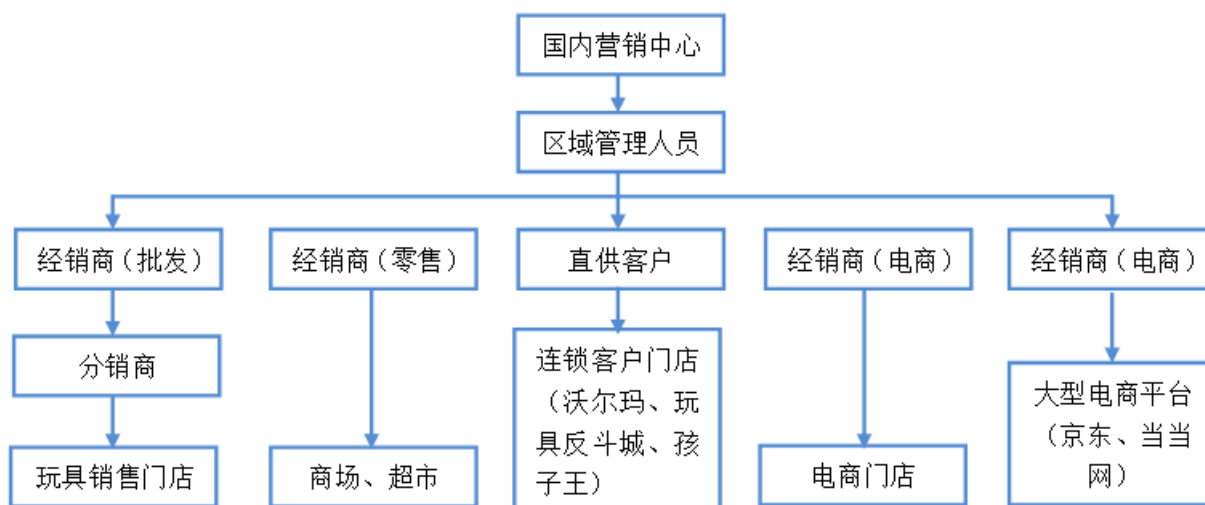 国内营销中心
区域管理人员
经销商（批发）
经销商（零售）
直供客户
经销商（电商）
经销商（电商）
分销商
连锁客户门店
（沃尔玛、玩
具反斗城、孩
子王）
大型电商平台
（京东、当当
网）
玩具销售门店
商场、超市
电商门店